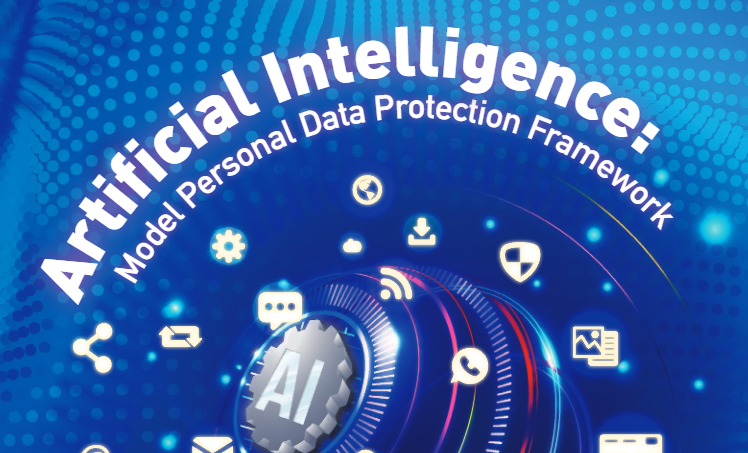 Artificial Intelligence:
Model Personal Data Protection Framework
AI